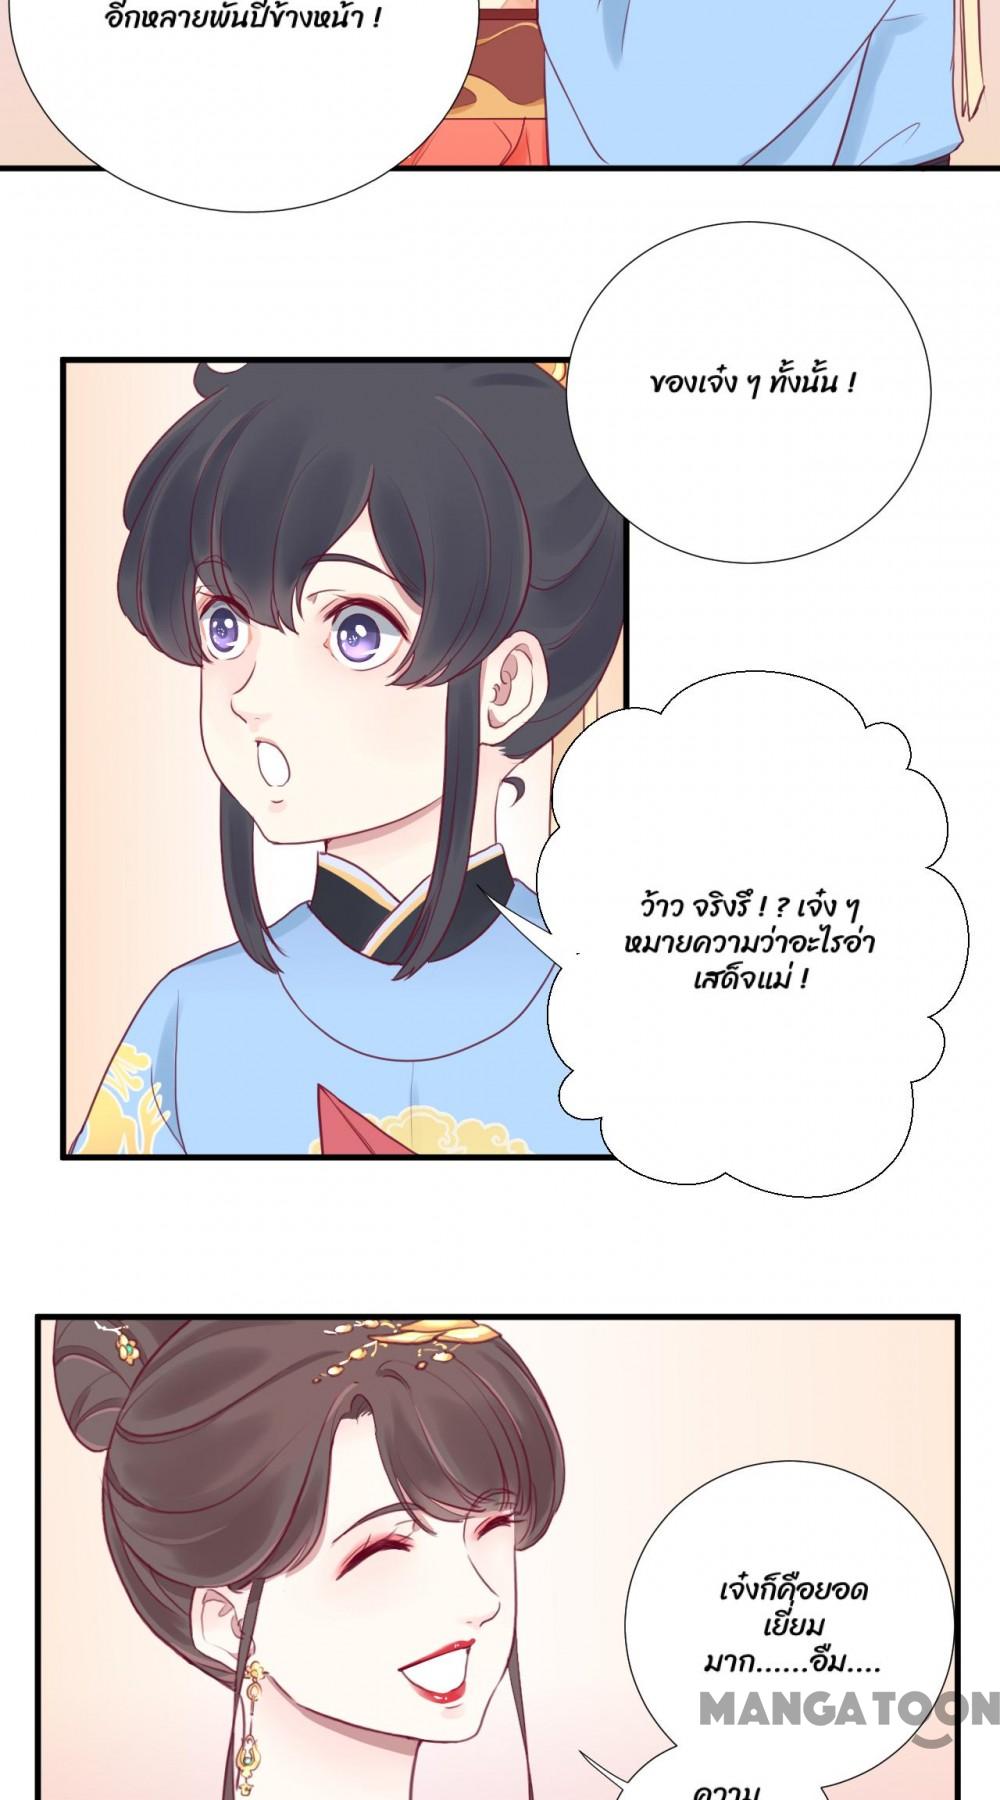 อีกหลายพันปีข้างหน้า !
ของเจ๋ง ๆ ทั้งนั้น !
ว้าว จริงรึ ! ? เจ๋ง ๆ
หมายความว่าอะไรอ่า
เสด็จแม่ !
เจ๋งก็คือยอด
เยี่ยม
มาก......อืม....
MANGATOON
ความ